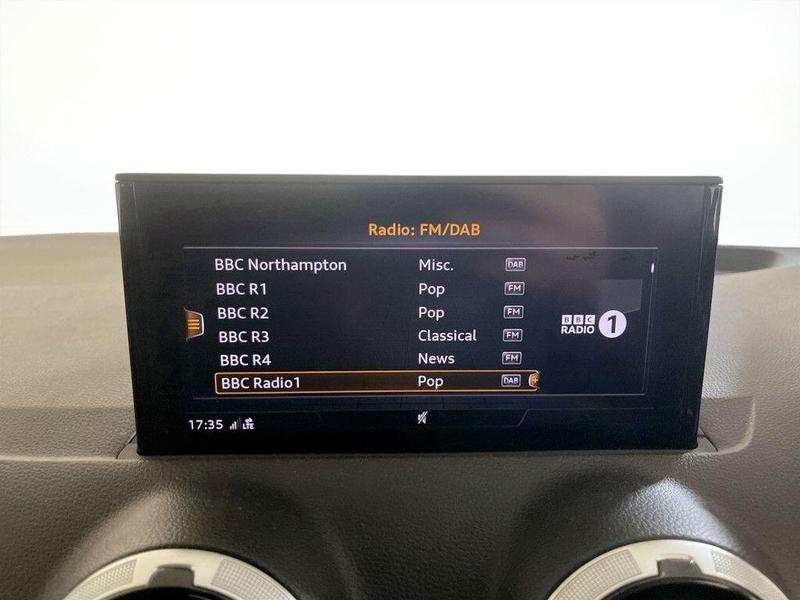 Radio: FM/DAB
BBC Northampton Misc. DAB
BBC R1 Pop FM
BBC R2 Pop FM
BBC R3 Classical FM
BBC R4 News FM
BBC Radio1 Pop DAB
BBC
RADIO 1
17:35 LTE